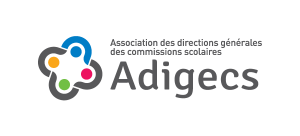 Association des directions générales
des commissions scolaires
Adigecs